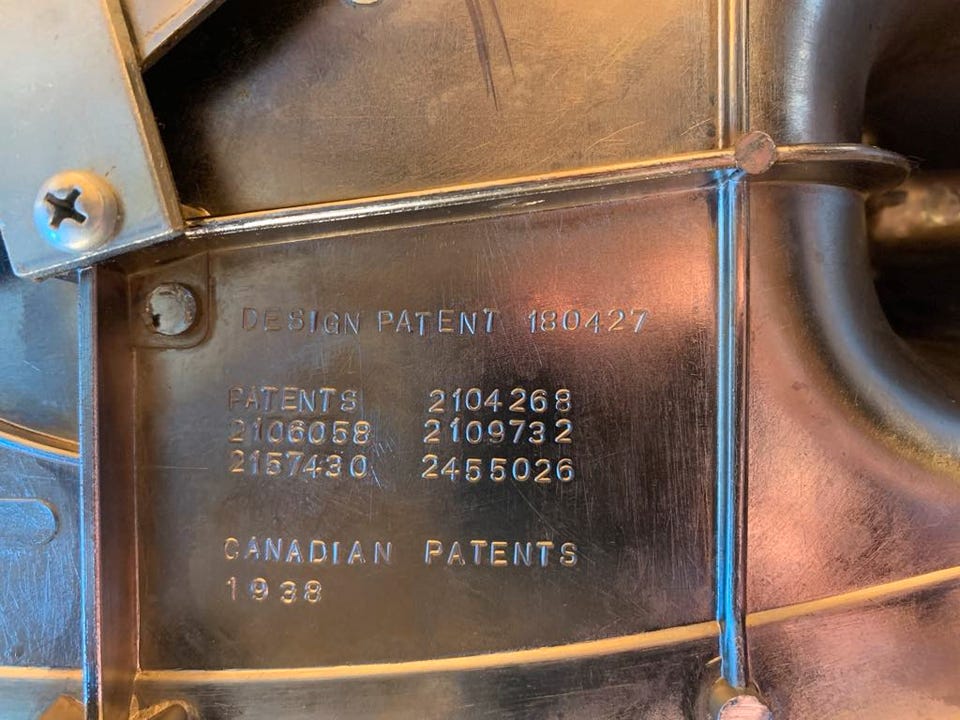 DESIGN PATENT 180427
PATENTS 2104268
2106058 2109732
2157430 2455026
CANADIAN PATENTS
1938